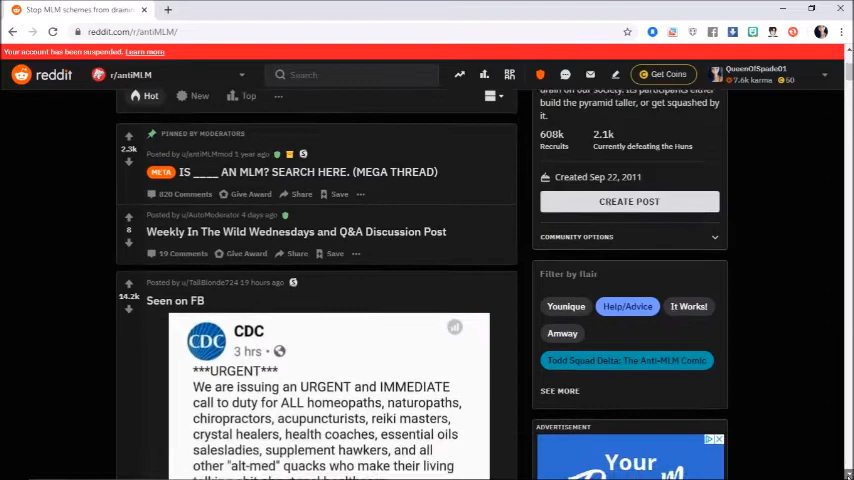 Stop MLM schemes from draini
reddit.com/r/antiMLM/
Your account has been suspended. Learn more
reddit
r/antiMLM
Search
Get Coins
QueenOfSpade01
7.6k karma 50
Hot
New
Top
drain on our society. Its participants either
build the pyramid taller, or get squashed by
it.
608k
2.1k
Recruits
Currently defeating the Huns
Created Sep 22, 2011
CREATE POST
COMMUNITY OPTIONS
PINNED BY MODERATORS
2.3k
Posted by u/antiMLMmod 1 year ago
META IS ____ AN MLM? SEARCH HERE. (MEGA THREAD)
820 Comments Give Award Share Save
Posted by u/AutoModerator 4 days ago
8
Weekly In The Wild Wednesdays and Q&A Discussion Post
19 Comments Give Award Share Save
Posted by u/TallBlonde724 19 hours ago
14.2k
Seen on FB
CDC
CDC
3 hrs
***URGENT***
We are issuing an URGENT and IMMEDIATE
call to duty for ALL homeopaths, naturopaths,
chiropractors, acupuncturists, reiki masters,
crystal healers, health coaches, essential oils
salesladies, supplement hawkers, and all
other "alt-med" quacks who make their living
Filter by flair
Younique
Help/Advice
It Works!
Amway
Todd Squad Delta: The Anti-MLM Comic
SEE MORE
ADVERTISEMENT
Your